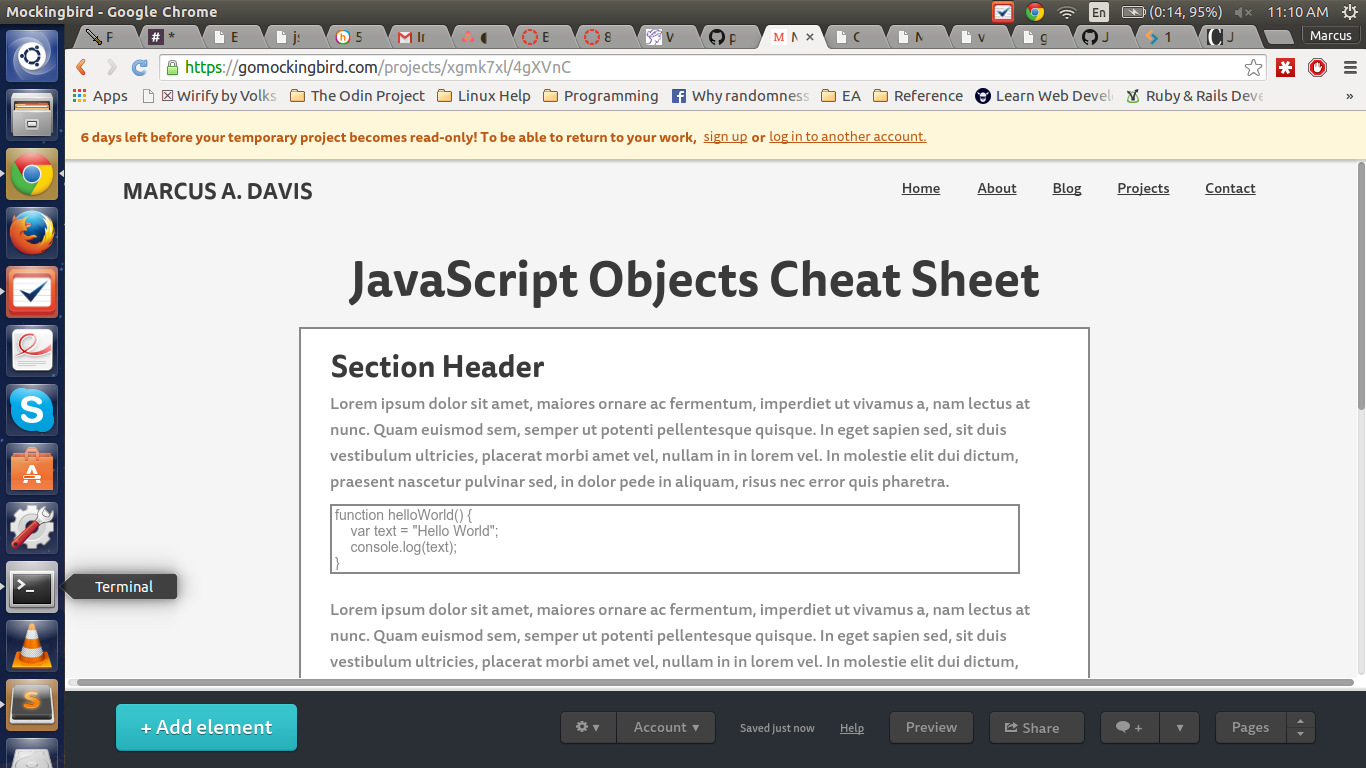 Mockingbird - Google Chrome
En
(0:14, 95%)
11:10 AM
F
*
E
js
5
Ir
B
8
V
p
M
C
N
v
g
J
1
J
Marcus
https://gomockingbird.com/projects/xgmk7xl/4gXVnC
Apps
Wirify by Volks
The Odin Project
Linux Help
Programming
Why randomness
EA
Reference
Learn Web Devel
Ruby & Rails Deve
»
6 days left before your temporary project becomes read-only! To be able to return to your work, sign up or log in to another account.
MARCUS A. DAVIS
Home
About
Blog
Projects
Contact
JavaScript Objects Cheat Sheet
Section Header
Lorem ipsum dolor sit amet, maiores ornare ac fermentum, imperdiet ut vivamus a, nam lectus at
nunc. Quam euismod sem, semper ut potenti pellentesque quisque. In eget sapien sed, sit duis
vestibulum ultricies, placerat morbi amet vel, nullam in in lorem vel. In molestie elit dui dictum,
praesent nascetur pulvinar sed, in dolor pede in aliquam, risus nec error quis pharetra.
function helloWorld() {
var text = "Hello World";
console.log(text);
}
Terminal
Lorem ipsum dolor sit amet, maiores ornare ac fermentum, imperdiet ut vivamus a, nam lectus at
nunc. Quam euismod sem, semper ut potenti pellentesque quisque. In eget sapien sed, sit duis
vestibulum ultricies, placerat morbi amet vel, nullam in in lorem vel. In molestie elit dui dictum,
+ Add element
Account
Saved just now
Help
Preview
Share
+
Pages